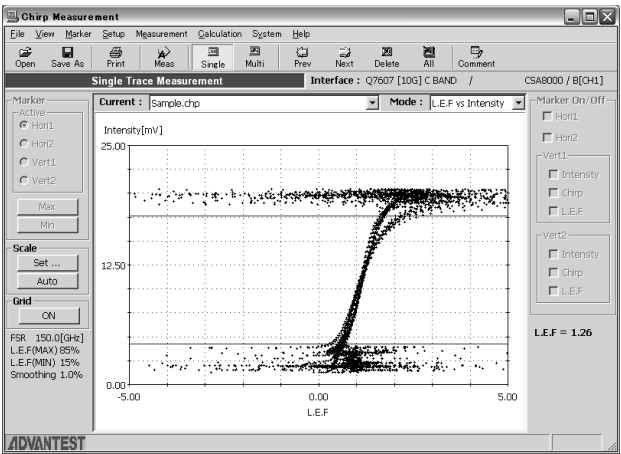 Chirp Measurement
File View Marker Setup Measurement Calculation System Help
Open Save As Print Meas Single Multi Prev Next Delete All Comment
Single Trace Measurement Interface : Q7607 [10G] C BAND / CSA8000 / B[CH1]
Marker
Active
Hori1
Hori2
Vert1
Vert2
Max
Min
Scale
Set ...
Auto
Grid
ON
FSR 150.0[GHz]
L.E.F(MAX) 85%
L.E.F(MIN) 15%
Smoothing 1.0%
Current : Sample.chp Mode : L.E.F vs Intensity
Intensity[mV]
25.00
12.50
0.00
-5.00 0.00 5.00
L.E.F
Marker On/Off
Hori1
Hori2
Vert1
Intensity
Chirp
L.E.F
Vert2
Intensity
Chirp
L.E.F
L.E.F = 1.26
ADVANTEST